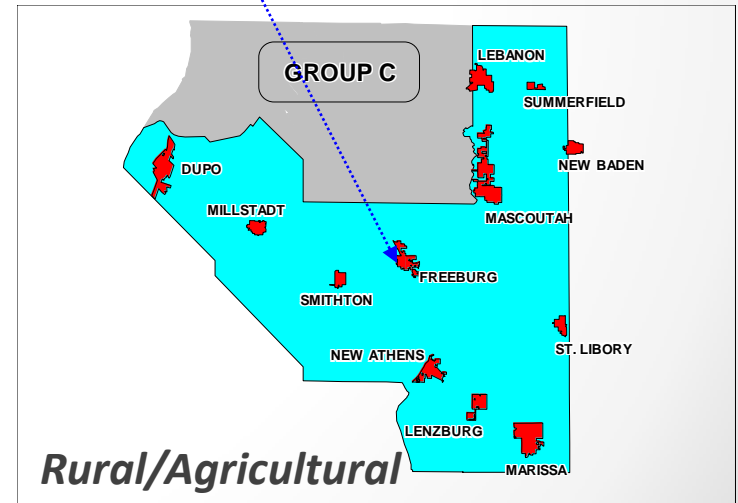 LEBANON
GROUP C
SUMMERFIELD
NEW BADEN
DUPO
MILLSTADT
MASCOUTAH
FREEBURG
SMITHTON
ST. LIBORY
NEW ATHENS
LENZBURG
Rural/Agricultural
MARISSA